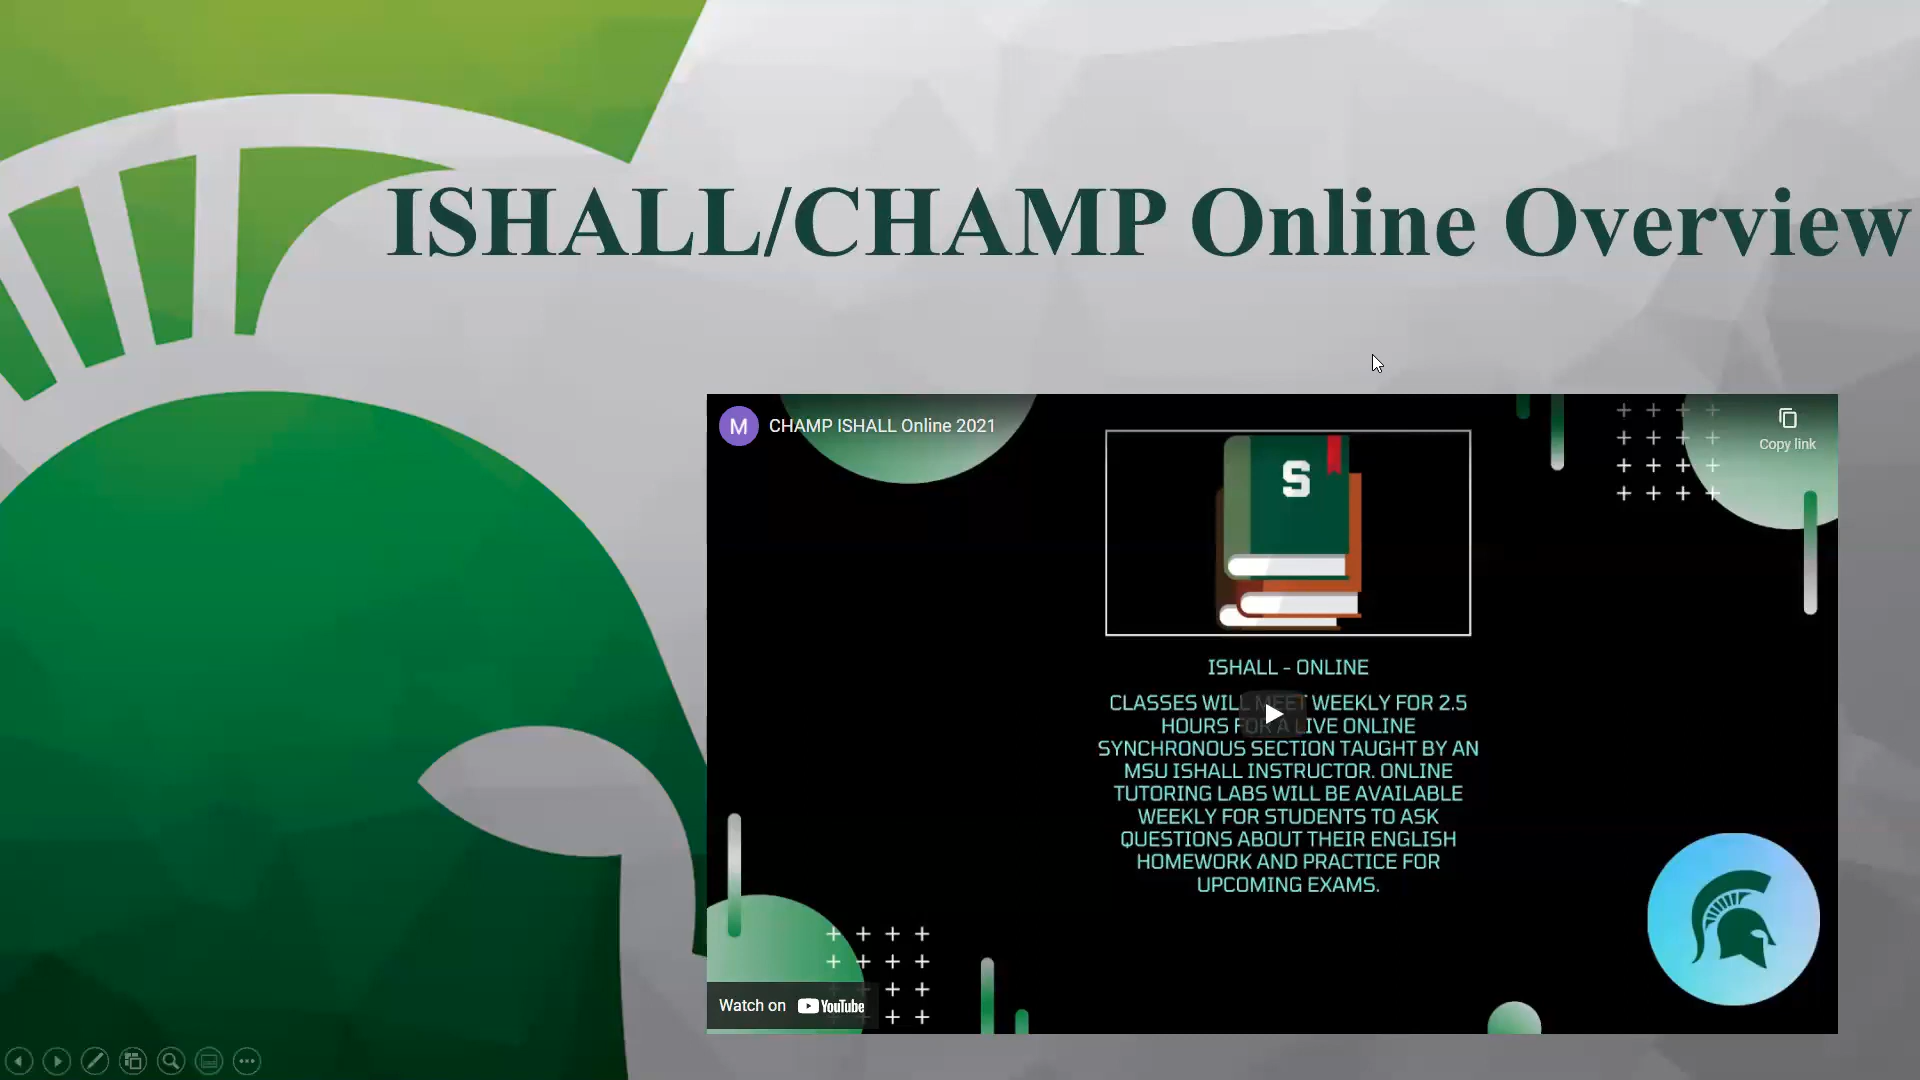 ISHALL/CHAMP Online Overview
M
CHAMP ISHALL Online 2021
Copy link
S
ISHALL - ONLINE
CLASSES WILL MEET WEEKLY FOR 2.5
HOURS FOR A LIVE ONLINE
SYNCHRONOUS SECTION TAUGHT BY AN
MSU ISHALL INSTRUCTOR. ONLINE
TUTORING LABS WILL BE AVAILABLE
WEEKLY FOR STUDENTS TO ASK
QUESTIONS ABOUT THEIR ENGLISH
HOMEWORK AND PRACTICE FOR
UPCOMING EXAMS.
Watch on YouTube